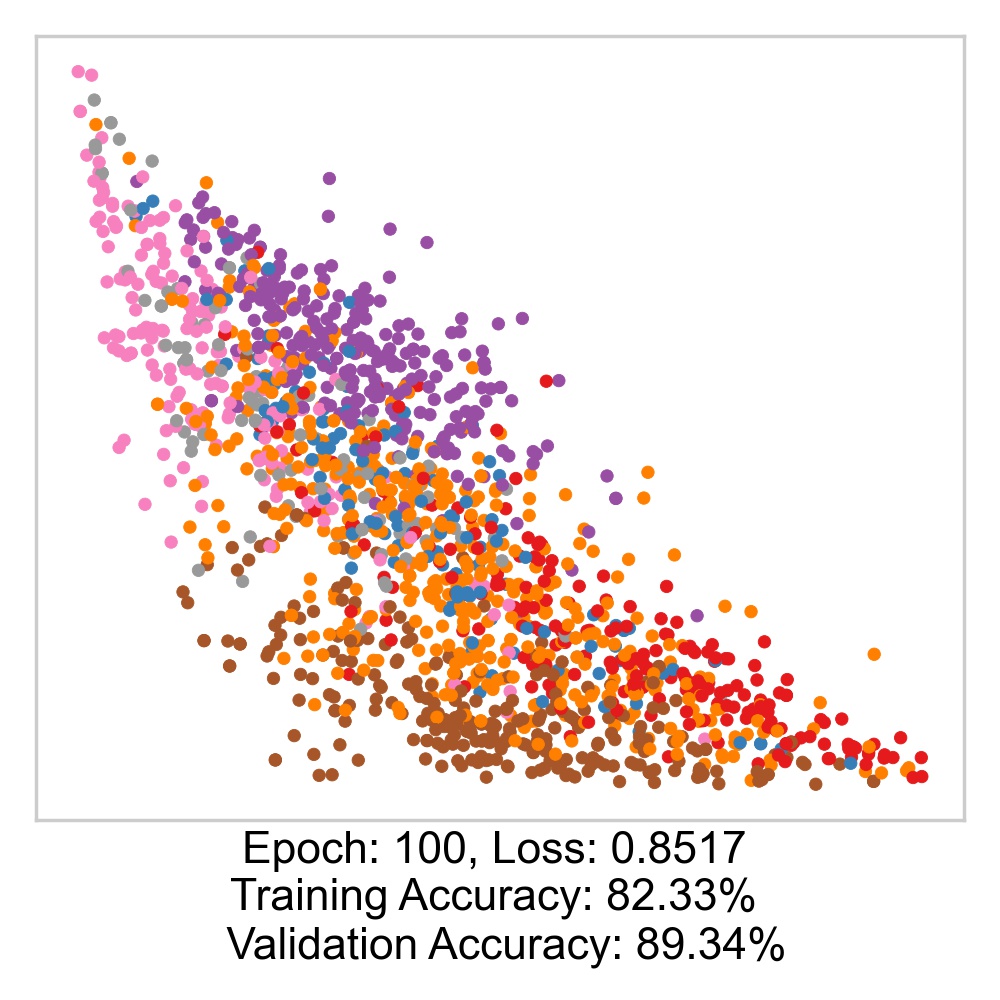 Epoch: 100, Loss: 0.8517
Training Accuracy: 82.33%
Validation Accuracy: 89.34%